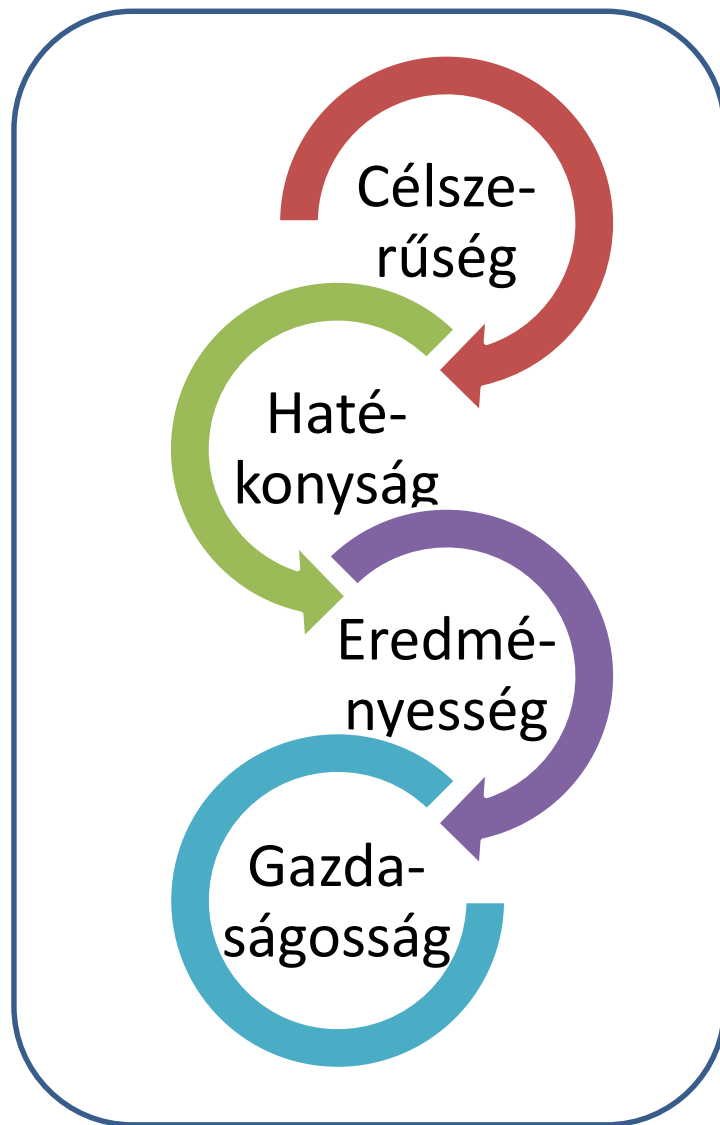 Célsze-
rűség
Haté-
konyság
Eredmé-
nyesség
Gazda-
ságosság